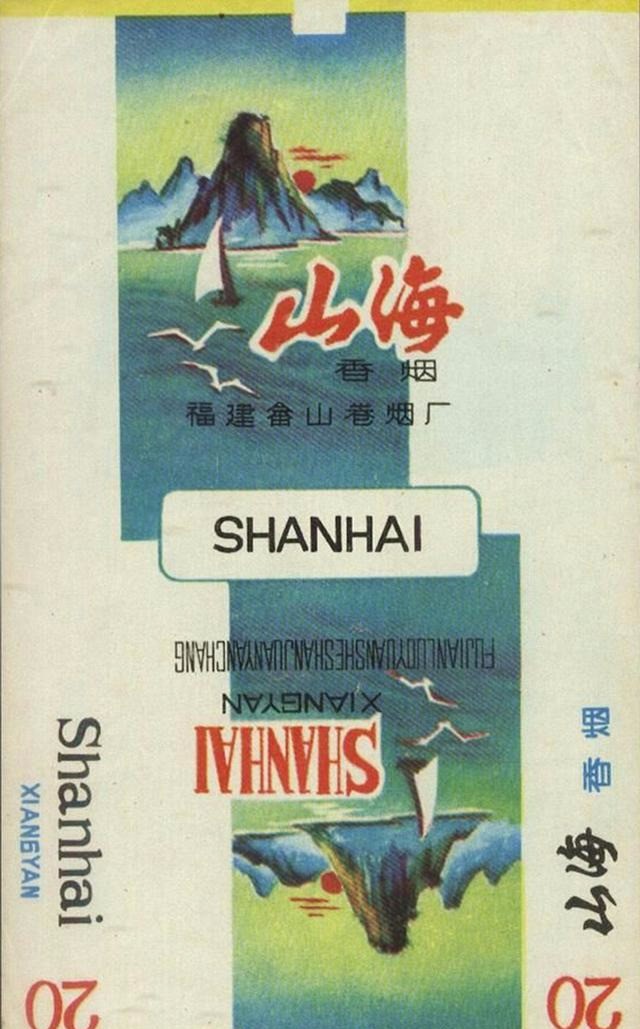 山海
香烟
福建畲山卷烟厂
SHANHAI
FUJIANLUOYUANSHESHANJUANYANCHANG
XIANGYAN
SHANHAI
Shanhai
XIANGYAN
20
山海
香烟
20